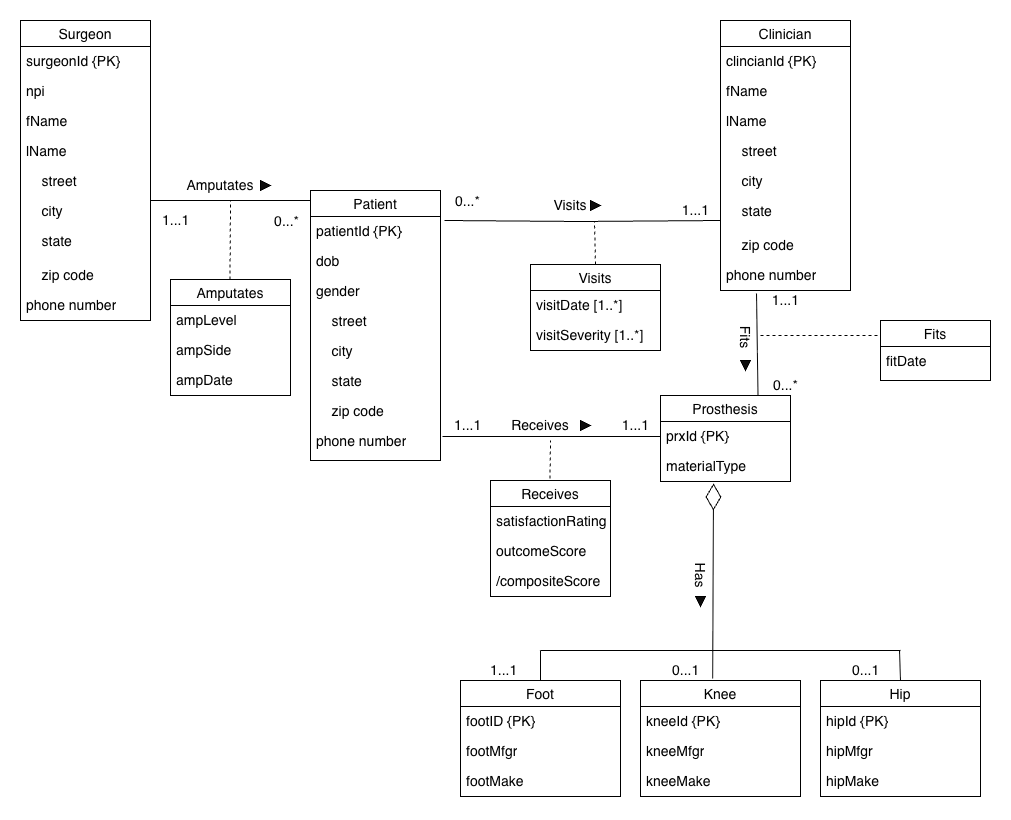 Surgeon
surgeonId {PK}
npi
fName
lName
street
city
state
zip code
phone number
Amputates ▶
1...1
0...*
Amputates
ampLevel
ampSide
ampDate
Patient
patientId {PK}
dob
gender
street
city
state
zip code
phone number
0...*
Visits ▶
1...1
Visits
visitDate [1..*]
visitSeverity [1..*]
Clinician
clincianId {PK}
fName
lName
street
city
state
zip code
phone number
1...1
Fits ▶
0...*
Fits
fitDate
1...1
Receives ▶
1...1
Receives
satisfactionRating
outcomeScore
/compositeScore
Prosthesis
prxId {PK}
materialType
Has ▶
1...1
0...1
0...1
Foot
footID {PK}
footMfgr
footMake
Knee
kneeId {PK}
kneeMfgr
kneeMake
Hip
hipId {PK}
hipMfgr
hipMake